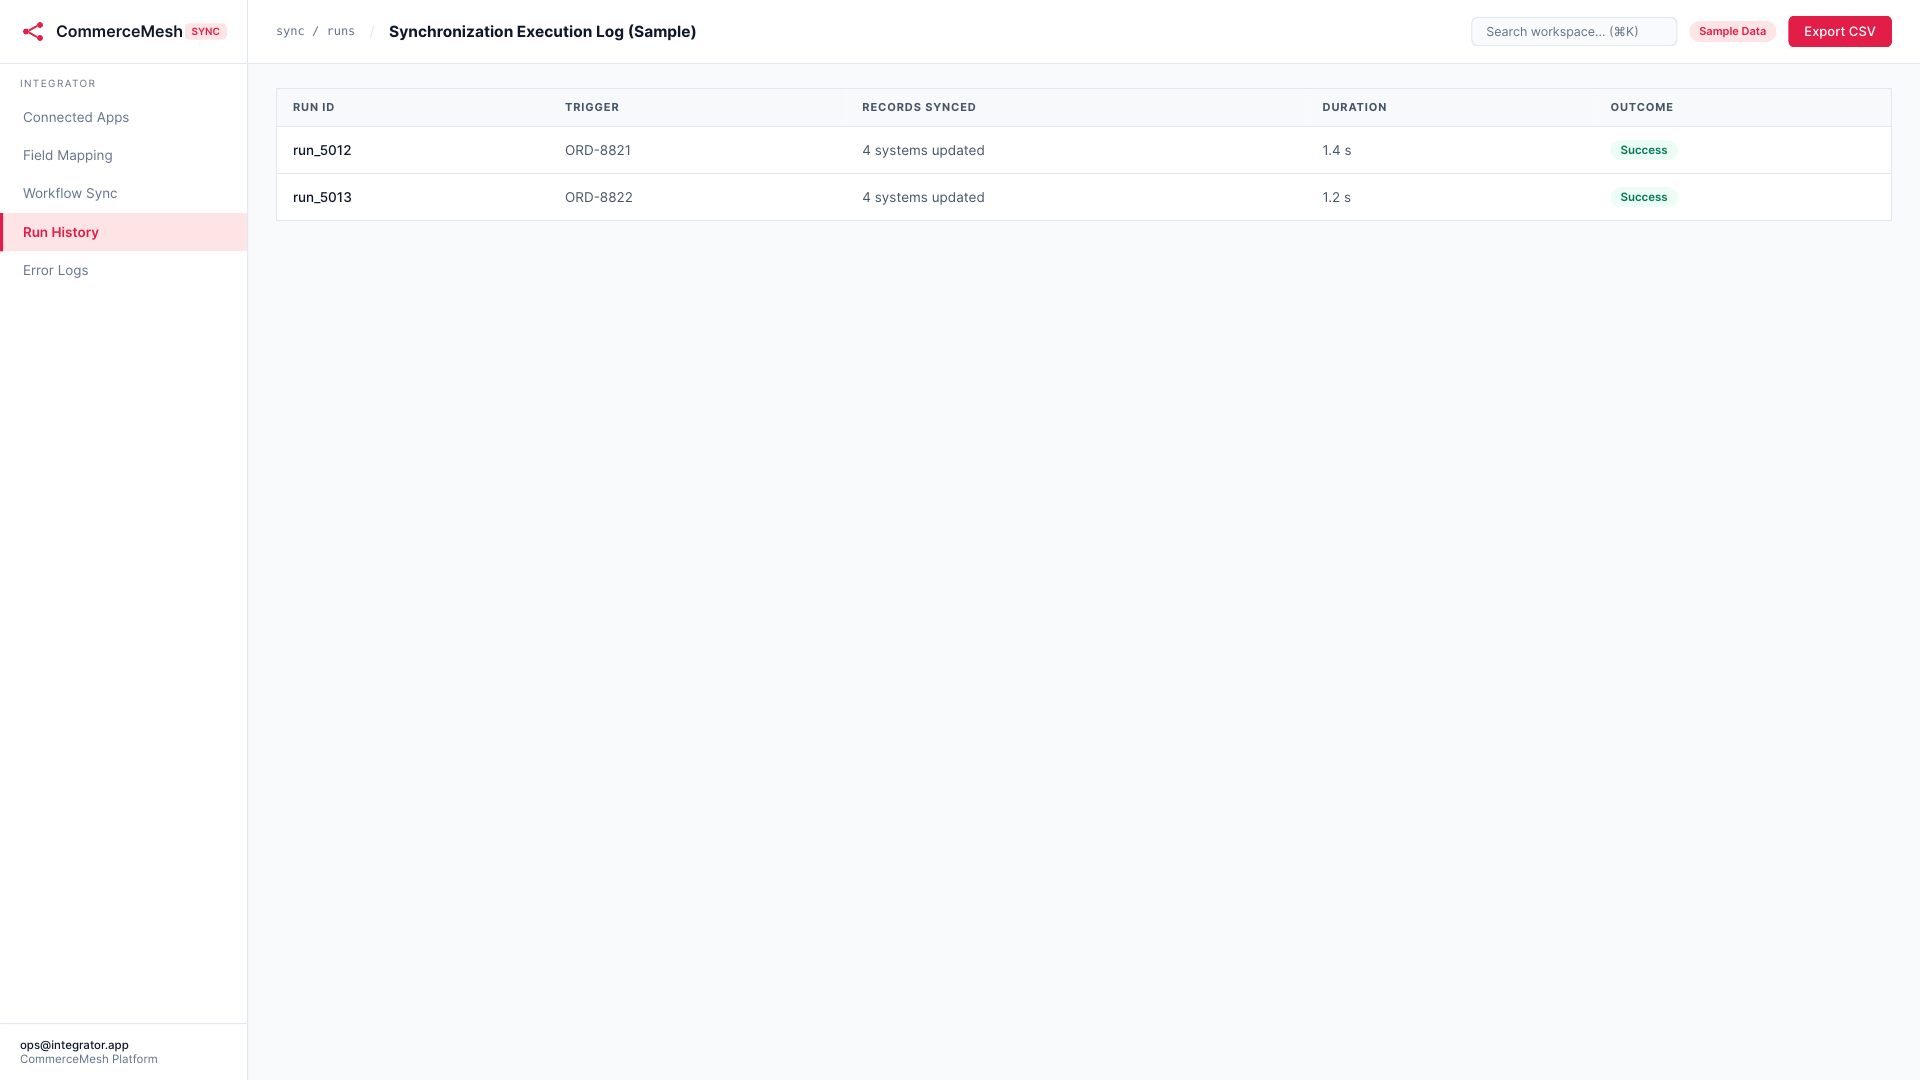 CommerceMesh SYNC
INTEGRATOR
Connected Apps
Field Mapping
Workflow Sync
Run History
Error Logs
ops@integrator.app
CommerceMesh Platform
sync / runs / Synchronization Execution Log (Sample)
Search workspace... (⌘K) Sample Data Export CSV
RUN ID TRIGGER RECORDS SYNCED DURATION OUTCOME
run_5012 ORD-8821 4 systems updated 1.4 s Success
run_5013 ORD-8822 4 systems updated 1.2 s Success